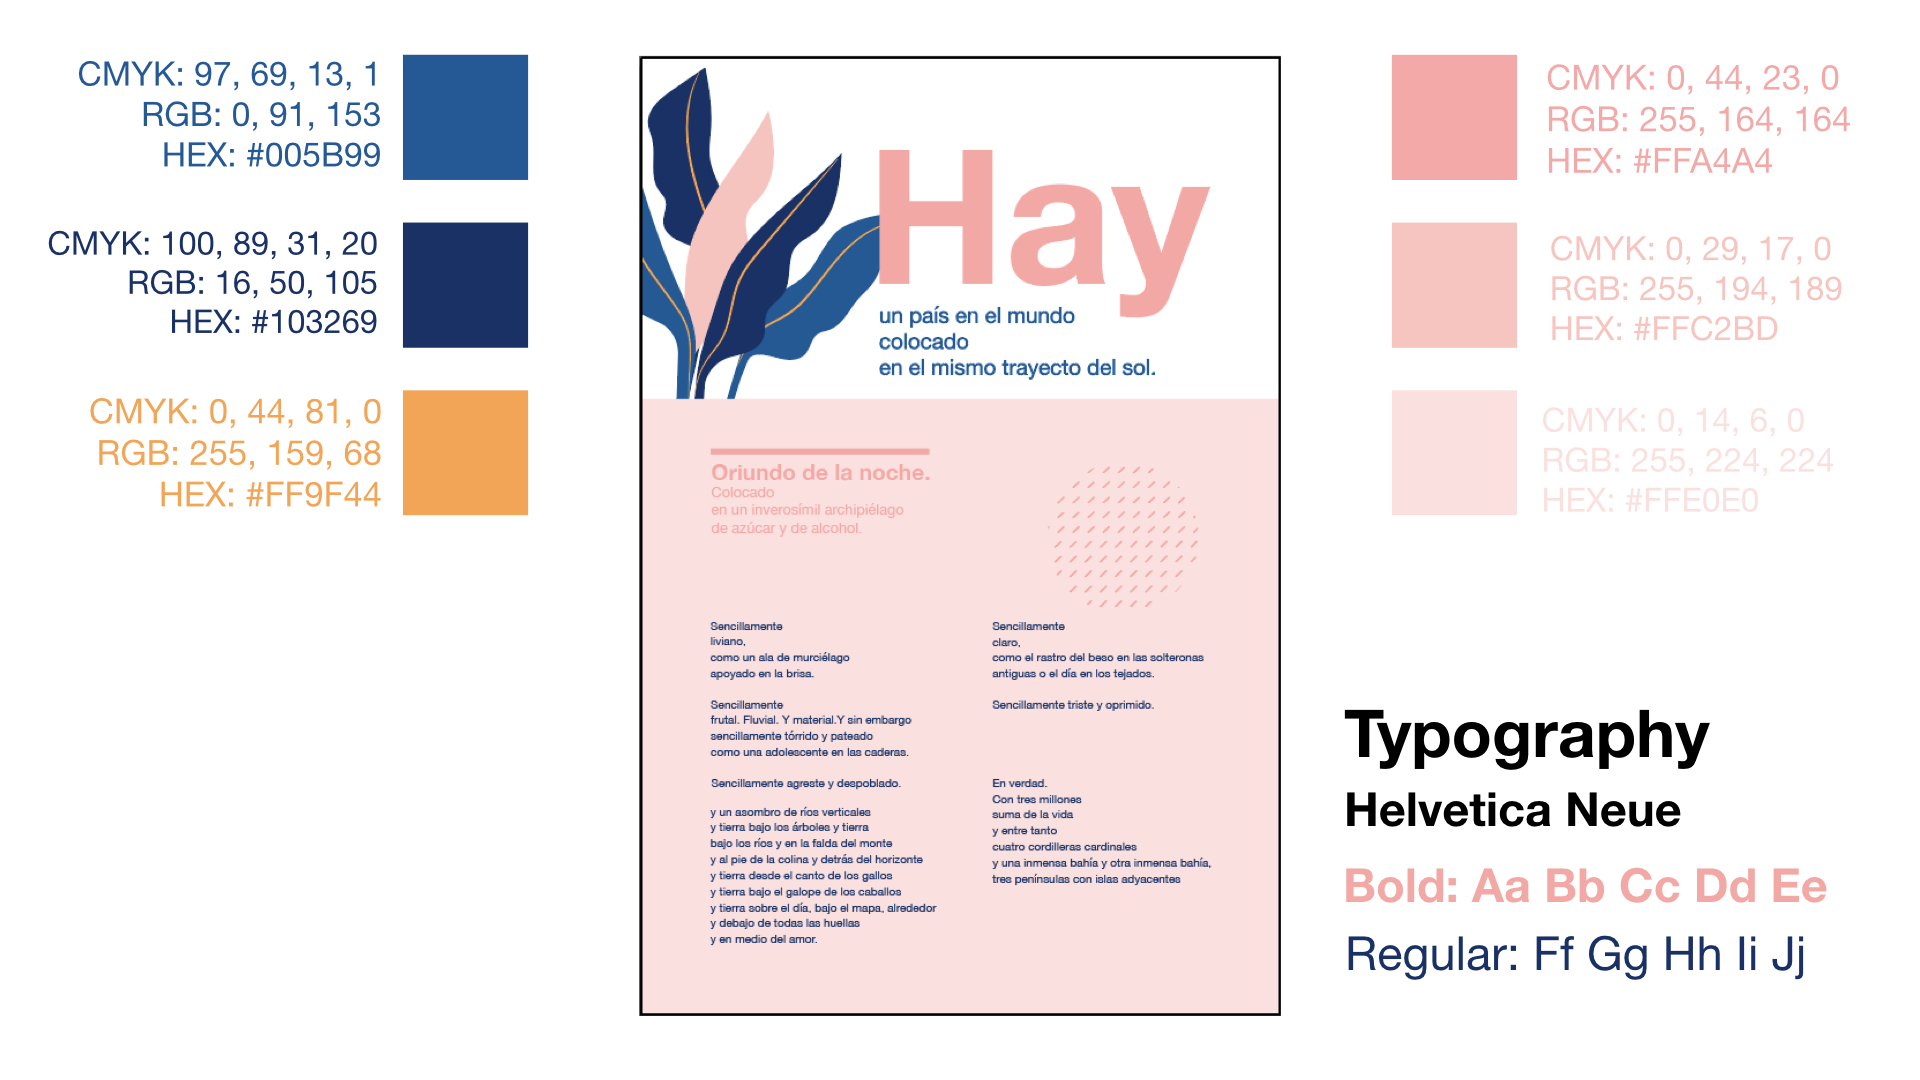 CMYK: 97, 69, 13, 1
RGB: 0, 91, 153
HEX: #005B99
CMYK: 100, 89, 31, 20
RGB: 16, 50, 105
HEX: #103269
CMYK: 0, 44, 81, 0
RGB: 255, 159, 68
HEX: #FF9F44
Hay
un país en el mundo
colocado
en el mismo trayecto del sol.
Oriundo de la noche.
Colocado
en un inverosímil archipiélago
de azúcar y de alcohol.
Sencillamente
liviano,
como un ala de murciélago
apoyado en la brisa.
Sencillamente
frutal. Fluvial. Y material.Y sin embargo
sencillamente tórrido y pateado
como una adolescente en las caderas.
Sencillamente agreste y despoblado.
y un asombro de ríos verticales
y tierra bajo los árboles y tierra
bajo los ríos y en la falda del monte
y al pie de la colina y detrás del horizonte
y tierra desde el canto de los gallos
y tierra bajo el galope de los caballos
y tierra sobre el día, bajo el mapa, alrededor
y debajo de todas las huellas
y en medio del amor.
Sencillamente
claro,
como el rastro del beso en las solteronas
antiguas o el día en los tejados.
Sencillamente triste y oprimido.
En verdad.
Con tres millones
suma de la vida
y entre tanto
cuatro cordilleras cardinales
y una inmensa bahía y otra inmensa bahía,
tres penínsulas con islas adyacentes
CMYK: 0, 44, 23, 0
RGB: 255, 164, 164
HEX: #FFA4A4
CMYK: 0, 29, 17, 0
RGB: 255, 194, 189
HEX: #FFC2BD
CMYK: 0, 14, 6, 0
RGB: 255, 224, 224
HEX: #FFE0E0
Typography
Helvetica Neue
Bold: Aa Bb Cc Dd Ee
Regular: Ff Gg Hh Ii Jj